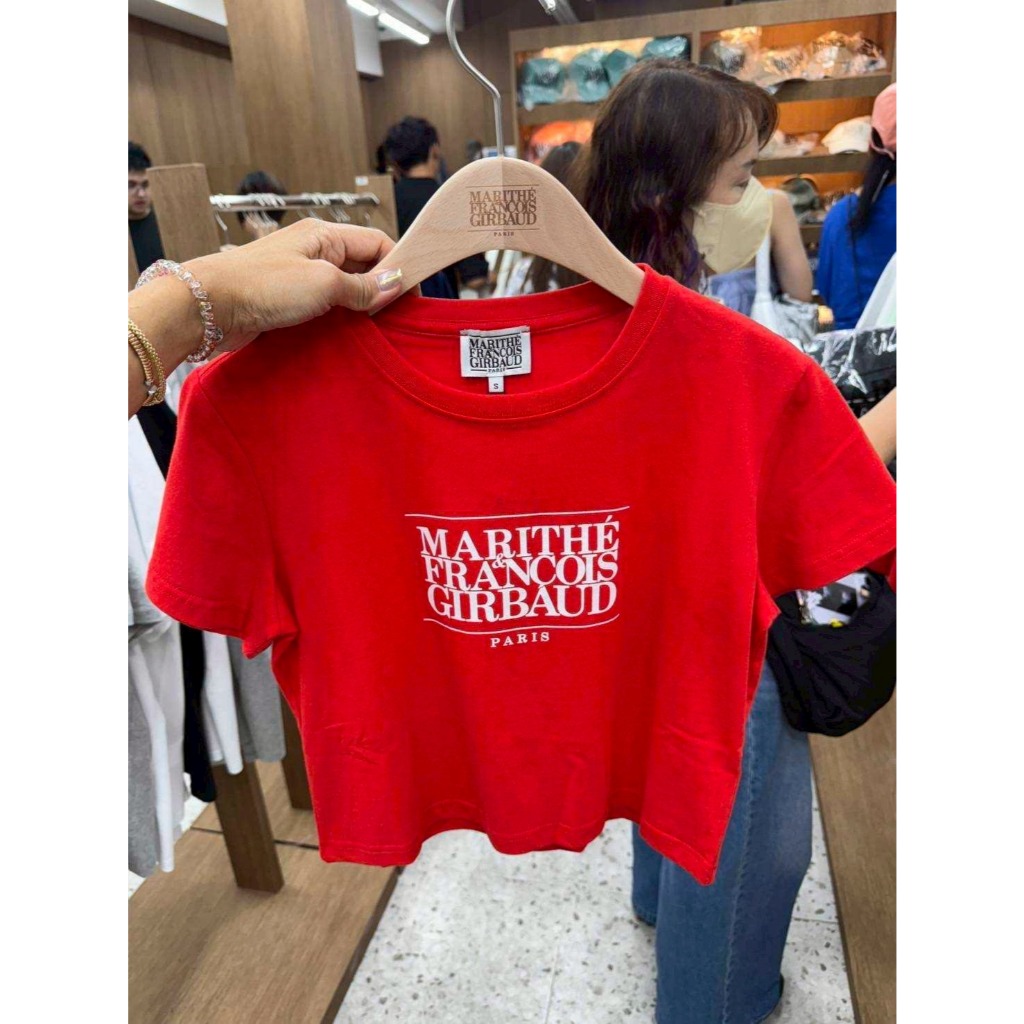 MARITHÉ
FRANCOIS
GIRBAUD
PARIS
MARITHÉ
FRANCOIS
GIRBAUD
PARIS
S
MARITHÉ
&
FRANCOIS
GIRBAUD
PARIS